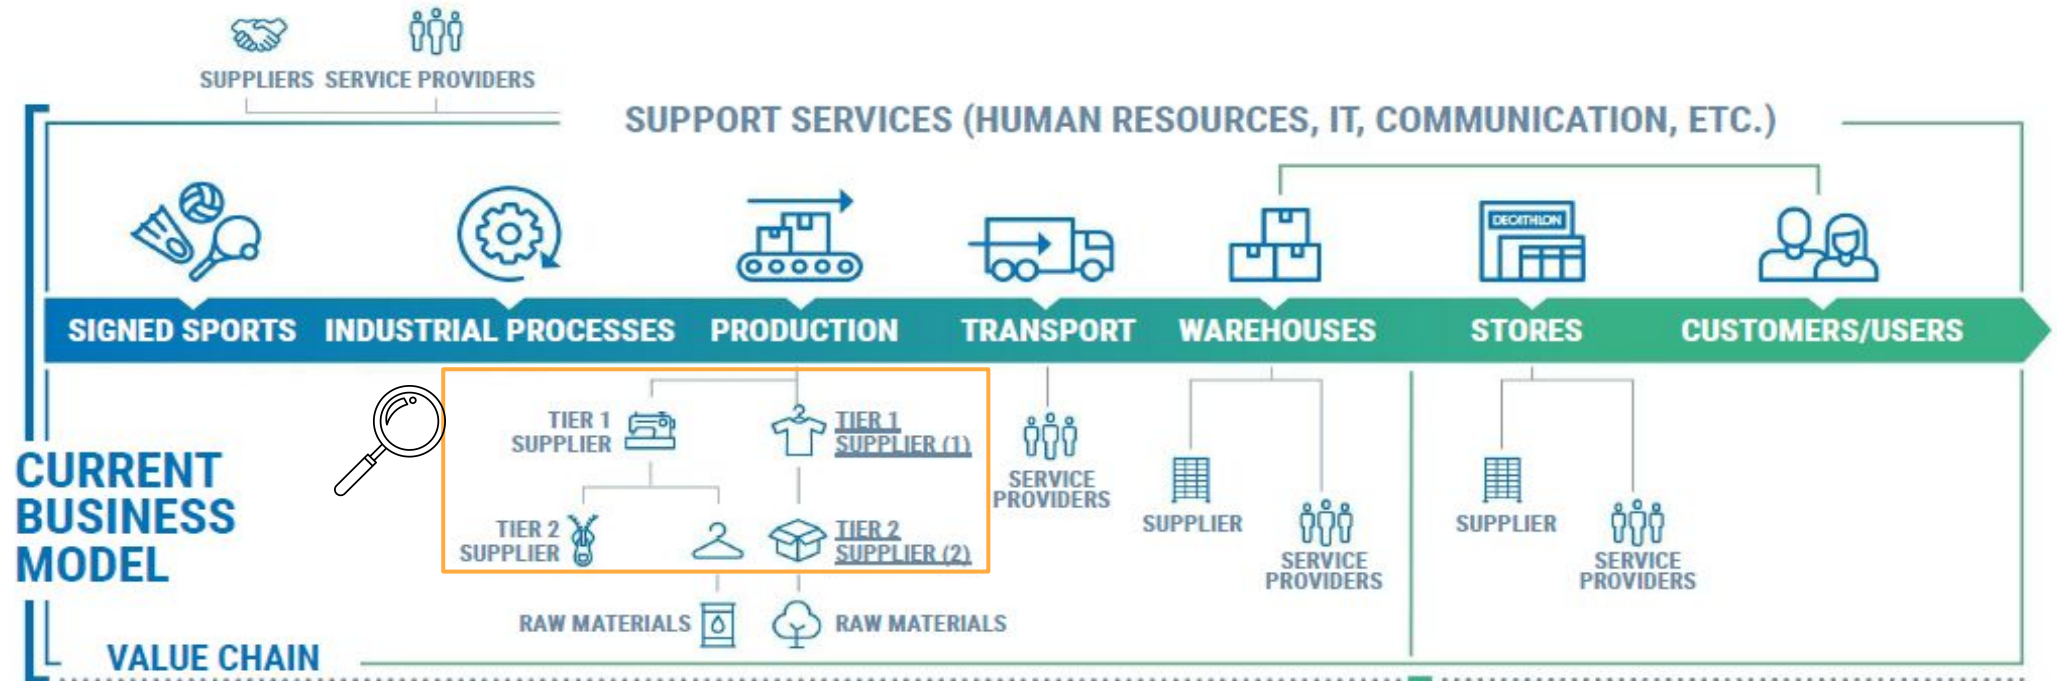 SUPPLIERS SERVICE PROVIDERS
SUPPORT SERVICES (HUMAN RESOURCES, IT, COMMUNICATION, ETC.)
DECATHLON
SIGNED SPORTS INDUSTRIAL PROCESSES PRODUCTION TRANSPORT WAREHOUSES STORES CUSTOMERS/USERS
TIER 1
SUPPLIER
TIER 1
SUPPLIER (1)
TIER 2
SUPPLIER
TIER 2
SUPPLIER (2)
RAW MATERIALS
RAW MATERIALS
SERVICE
PROVIDERS
SUPPLIER
SERVICE
PROVIDERS
SUPPLIER
SERVICE
PROVIDERS
CURRENT
BUSINESS
MODEL
VALUE CHAIN